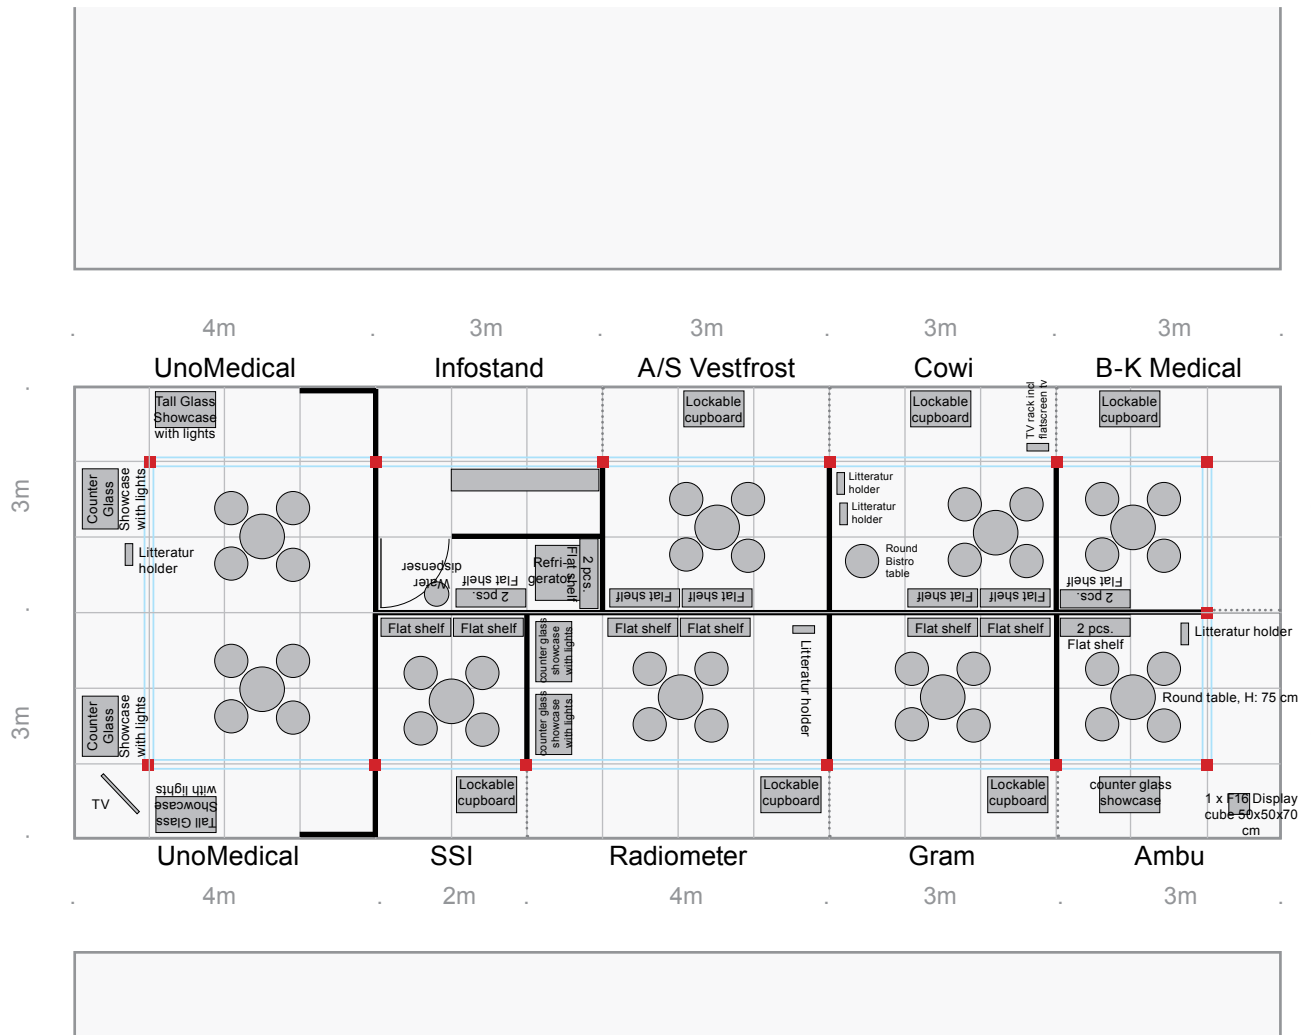 4m
3m
3m
3m
3m
UnoMedical
Infostand
A/S Vestfrost
Cowi
B-K Medical
Tall Glass
Showcase
with lights
Lockable
cupboard
Lockable
cupboard
TV rack incl
flatscreen tv
Lockable
cupboard
3m
Counter
Glass
Showcase
with lights
Litteratur
holder
Litteratur
holder
Litteratur
holder
Round
Bistro
table
Water
dispenser
2 pcs.
Flat shelf
Refri-
gerator
2 pcs.
Flat shelf
Flat shelf
Flat shelf
Flat shelf
Flat shelf
2 pcs.
Flat shelf
Flat shelf
Flat shelf
counter glass
showcase
with lights
counter glass
showcase
with lights
Flat shelf
Flat shelf
Litteratur holder
Flat shelf
Flat shelf
2 pcs.
Flat shelf
Litteratur holder
Round table, H: 75 cm
3m
Counter
Glass
Showcase
with lights
TV
Tall Glass
Showcase
with lights
Lockable
cupboard
Lockable
cupboard
Lockable
cupboard
counter glass
showcase
1 x F16 Display
cube 50x50x70
cm
UnoMedical
SSI
Radiometer
Gram
Ambu
4m
2m
4m
3m
3m